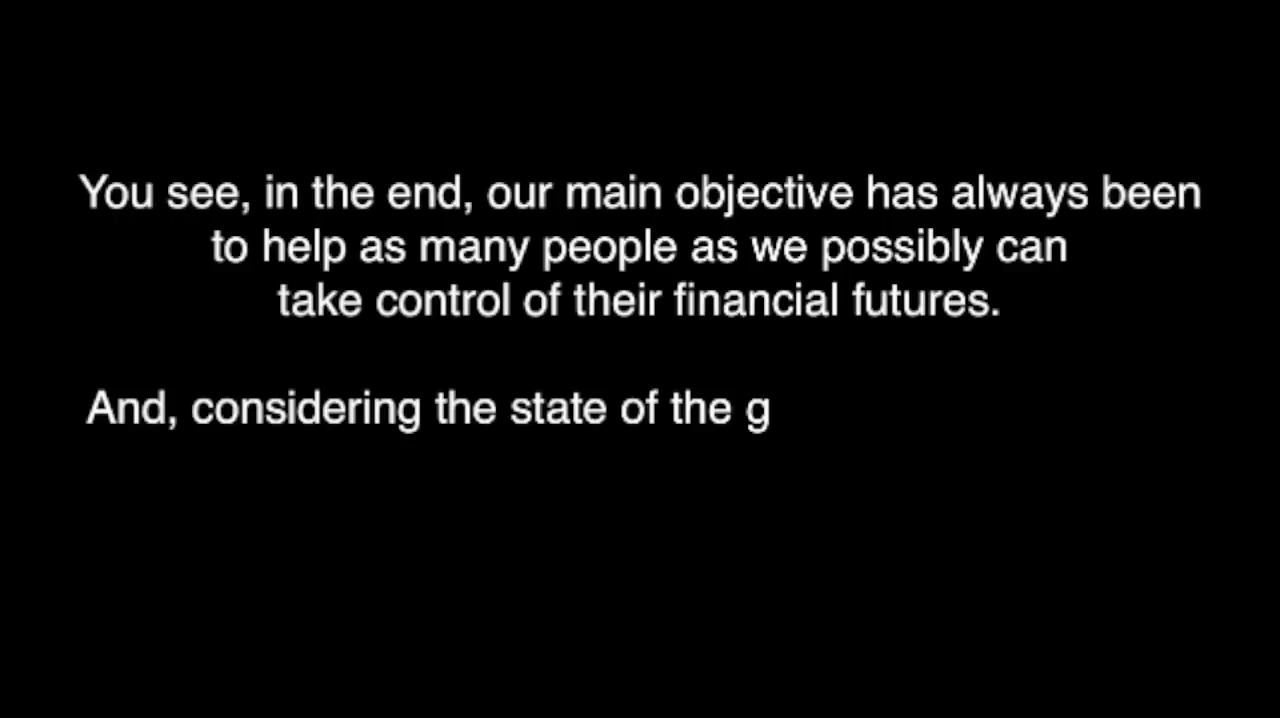 You see, in the end, our main objective has always been
to help as many people as we possibly can
take control of their financial futures.
And, considering the state of the g